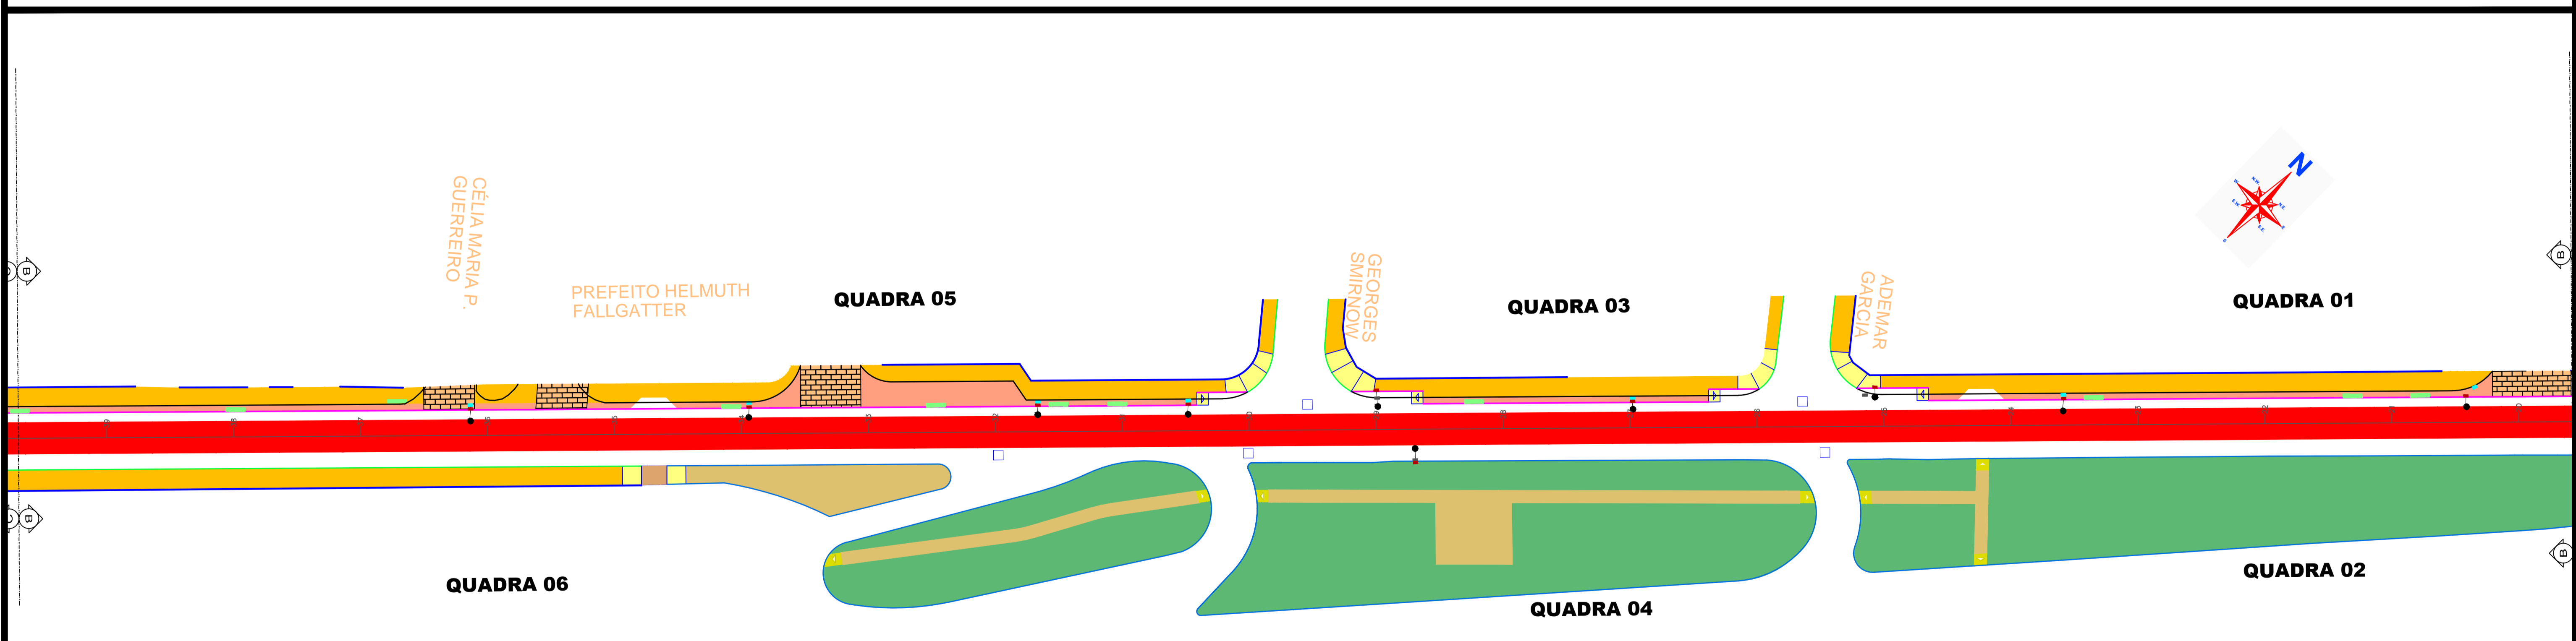 CÉLIA MARIA P.
GUERREIRO
PREFEITO HELMUTH
FALLGATTER
QUADRA 05
GEORGES
SMIRNOW
QUADRA 03
ADEMAR
GARCIA
QUADRA 01
N
B
B
B
B
QUADRA 06
QUADRA 04
QUADRA 02